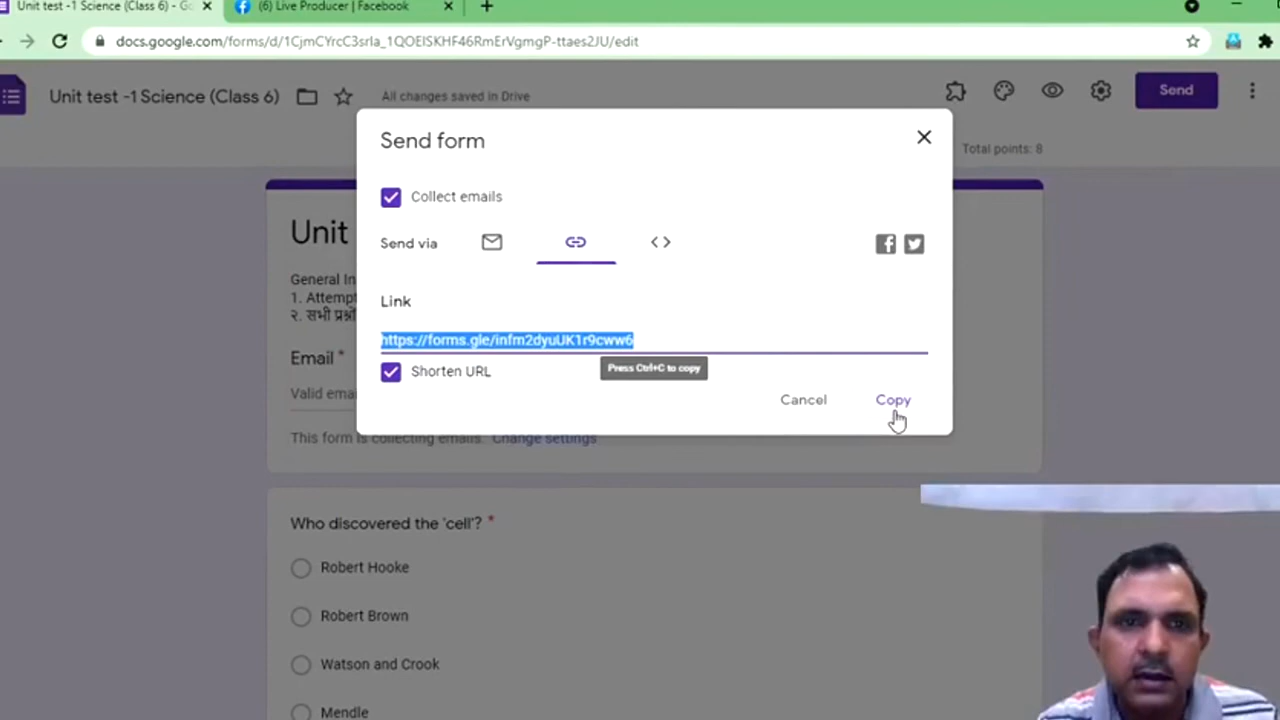 Unit test -1 Science (Class 6) - Go
(6) Live Producer | Facebook
docs.google.com/forms/d/1CjmCYrcC3srIa_1QOEISKHF46RmErVgmgP-ttaes2JU/edit
Unit test -1 Science (Class 6)
All changes saved in Drive
Send
Send form
Total points: 8
Collect emails
Unit
Send via
General In
1. Attemp
२. सभी प्रश्नों
Link
https://forms.gle/infm2dyuUK1r9cww6
Email *
Press Ctrl+C to copy
Shorten URL
Valid emai
Cancel
Copy
This form is collecting emails. Change settings
Who discovered the 'cell'? *
Robert Hooke
Robert Brown
Watson and Crook
Mendle